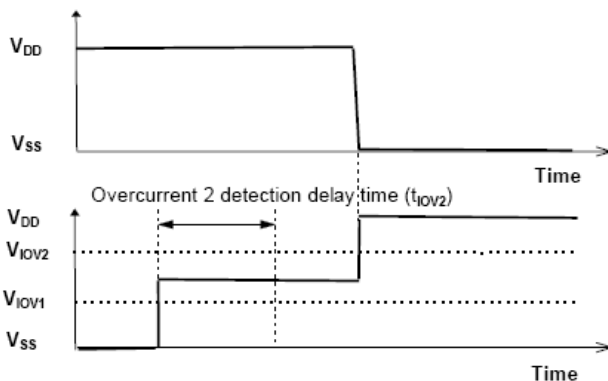 VDD
VSS
Time
Overcurrent 2 detection delay time (tIOV2)
VDD
VIOV2
VIOV1
VSS
Time